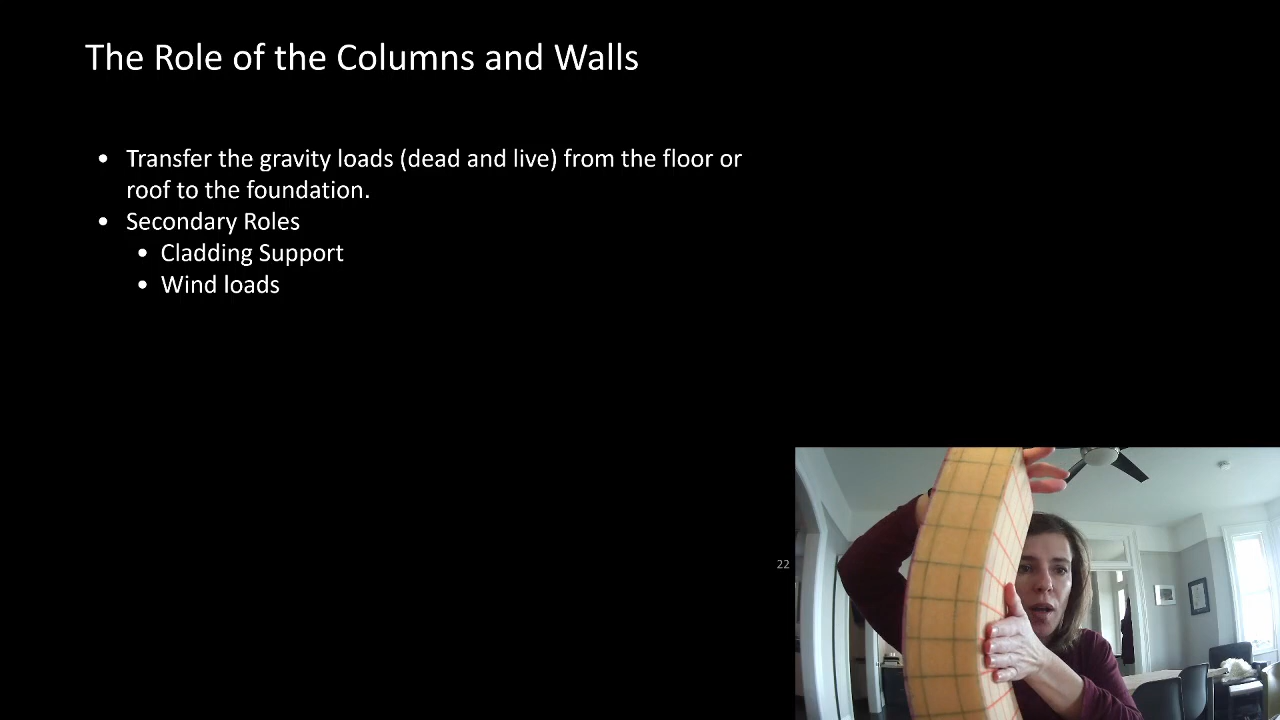 The Role of the Columns and Walls
• Transfer the gravity loads (dead and live) from the floor or
roof to the foundation.
• Secondary Roles
• Cladding Support
• Wind loads
22